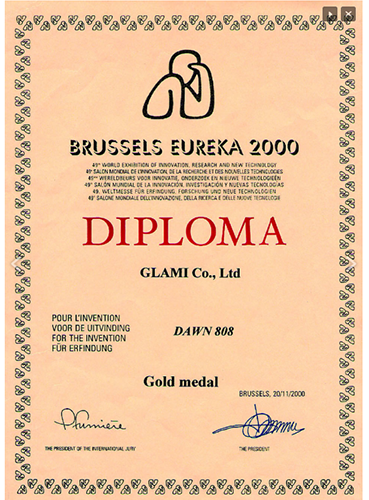 BRUSSELS EUREKA 2000
49TH WORLD EXHIBITION OF INNOVATION, RESEARCH AND NEW TECHNOLOGY
49E SALON MONDIAL DE L'INNOVATION, DE LA RECHERCHE ET DES NOUVELLES TECHNOLOGIES
49STE WERELDBEURS VOOR INNOVATIE, ONDERZOEK EN NIEUWE TECHNOLOGIEËN
49° SALÓN MUNDIAL DE LA INNOVACIÓN, INVESTIGACIÓN Y NUEVAS TECNOLOGÍAS
49. WELTMESSE FÜR ERFINDUNG, FORSCHUNG UND NEUE TECHNOLOGIEN
49° SALONE MONDIALE DELL'INNOVAZIONE, DELLA RICERCA E DELLE NUOVE TECNOLOGIE
DIPLOMA
GLAMI Co., Ltd
POUR L'INVENTION
VOOR DE UITVINDING
FOR THE INVENTION
FÜR ERFINDUNG
DAWN 808
Gold medal
BRUSSELS, 20/11/2000
THE PRESIDENT OF THE INTERNATIONAL JURY
THE PRESIDENT